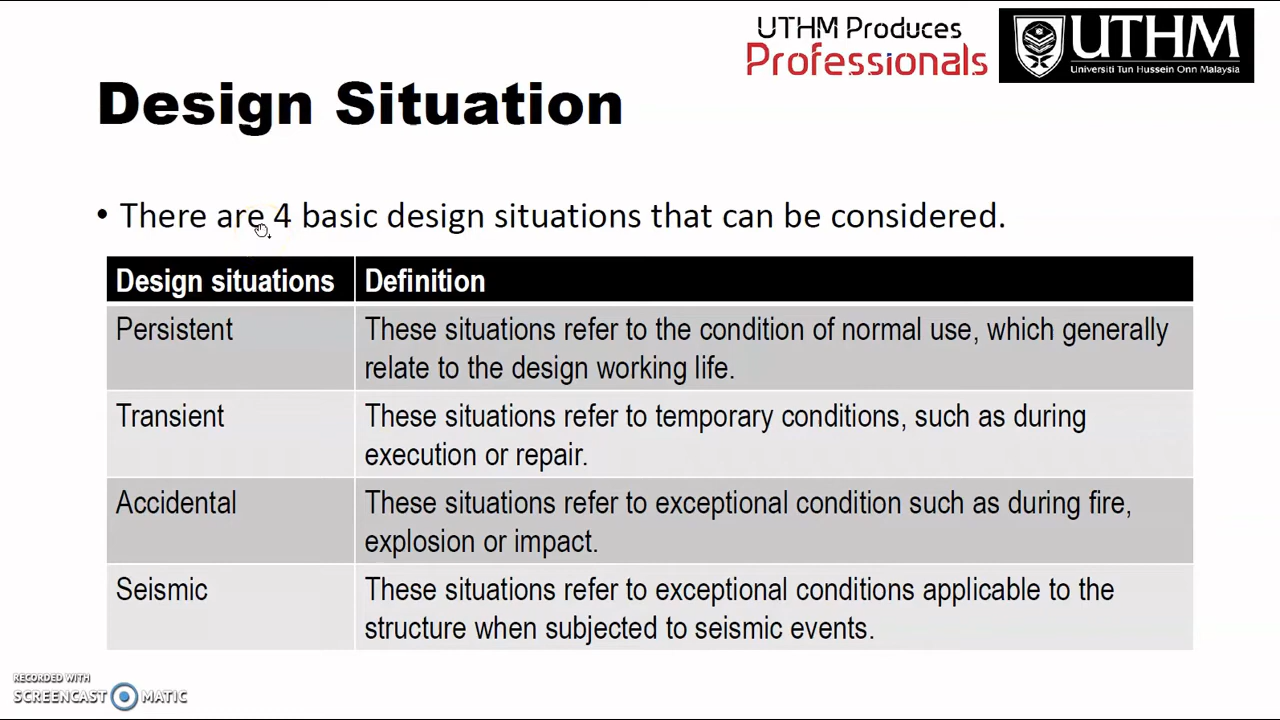 UTHM Produces
Professionals
UTHM
Universiti Tun Hussein Onn Malaysia
Design Situation
• There are 4 basic design situations that can be considered.
Design situations Definition
Persistent These situations refer to the condition of normal use, which generally
relate to the design working life.
Transient These situations refer to temporary conditions, such as during
execution or repair.
Accidental These situations refer to exceptional condition such as during fire,
explosion or impact.
Seismic These situations refer to exceptional conditions applicable to the
structure when subjected to seismic events.
RECORDED WITH
SCREENCAST MATIC